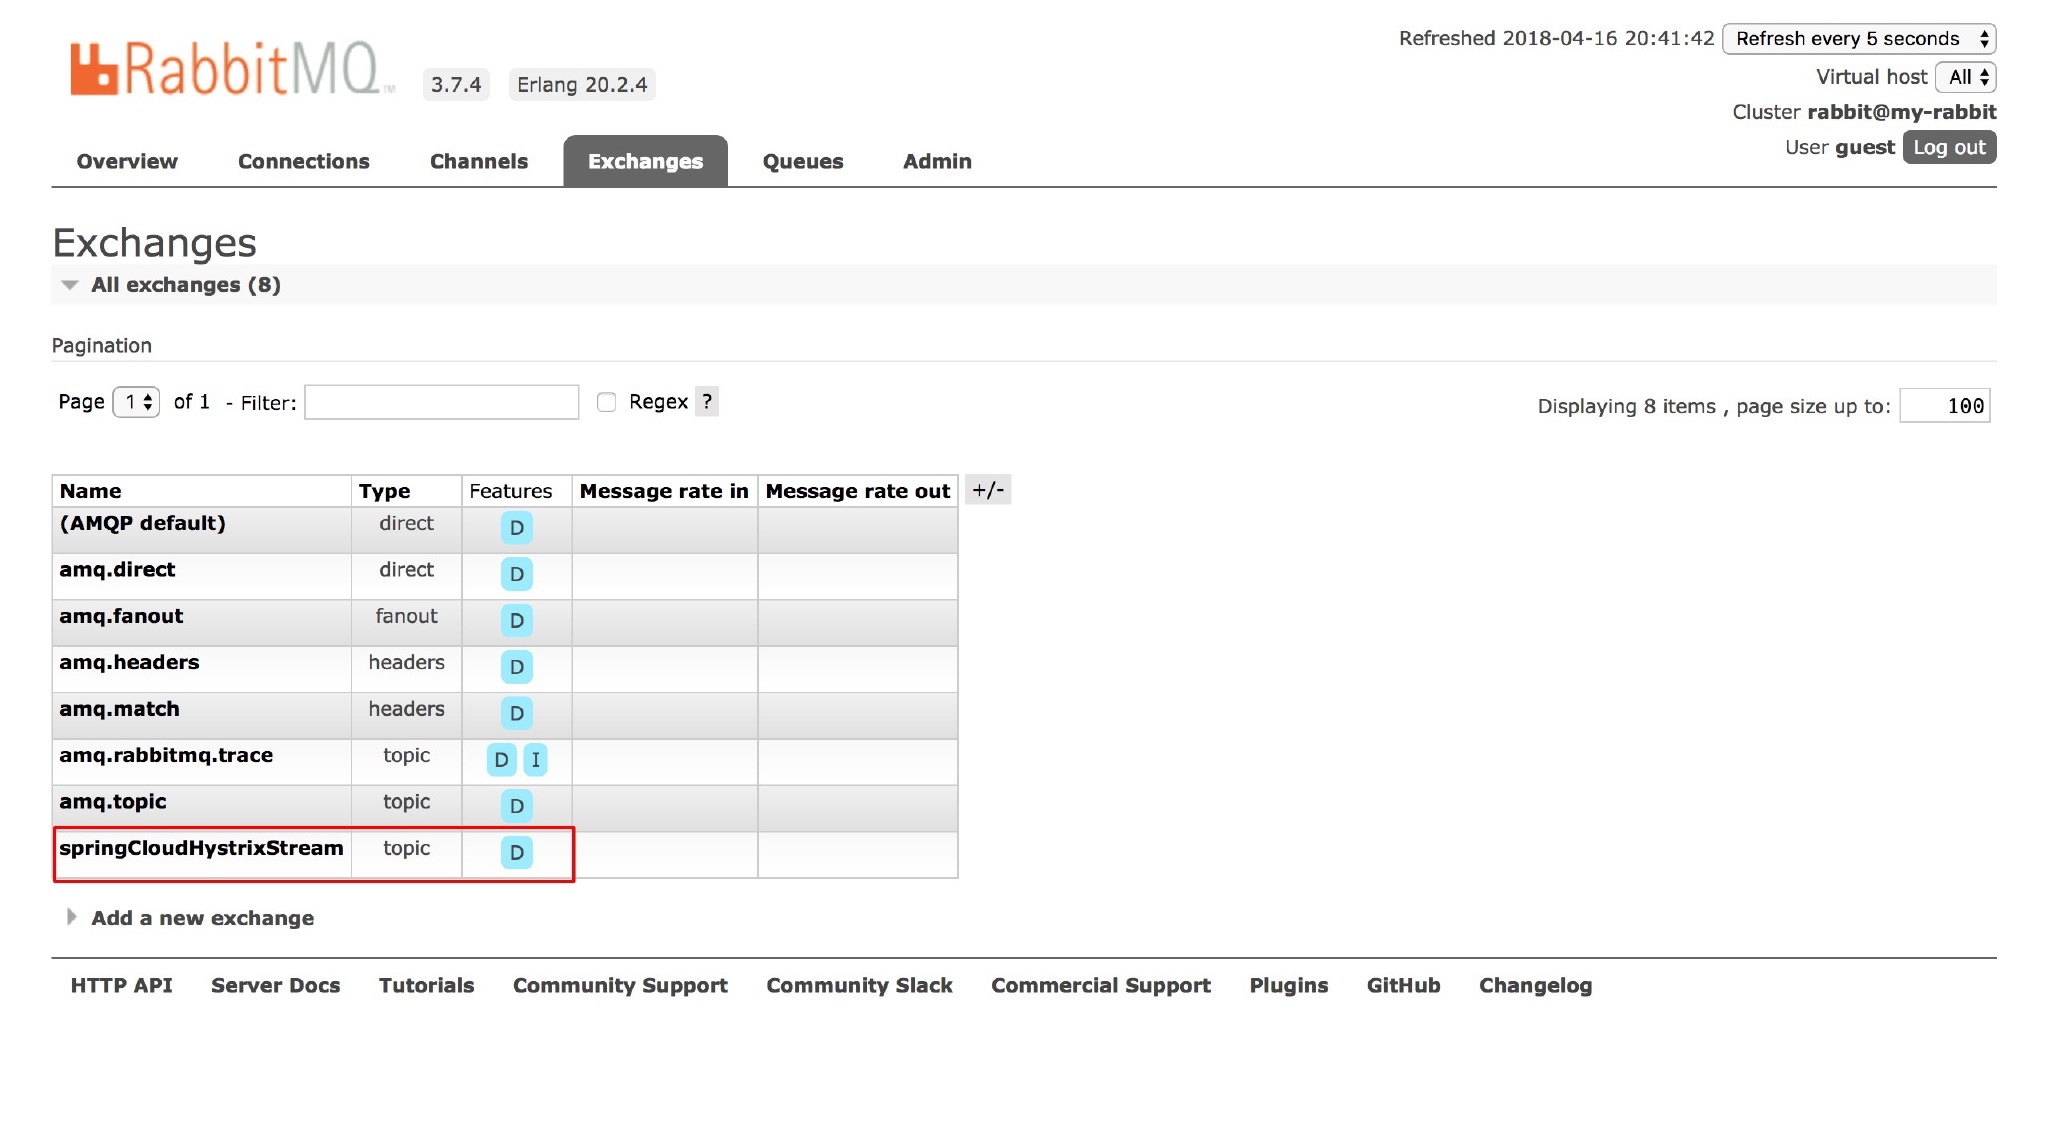 RabbitMQ TM 3.7.4 Erlang 20.2.4
Refreshed 2018-04-16 20:41:42 Refresh every 5 seconds
Virtual host All
Cluster rabbit@my-rabbit
User guest Log out
Overview Connections Channels Exchanges Queues Admin
Exchanges
All exchanges (8)
Pagination
Page 1 of 1 - Filter: Regex ?
Displaying 8 items , page size up to: 100
Name Type Features Message rate in Message rate out +/-
(AMQP default) direct D
amq.direct direct D
amq.fanout fanout D
amq.headers headers D
amq.match headers D
amq.rabbitmq.trace topic D I
amq.topic topic D
springCloudHystrixStream topic D
Add a new exchange
HTTP API Server Docs Tutorials Community Support Community Slack Commercial Support Plugins GitHub Changelog